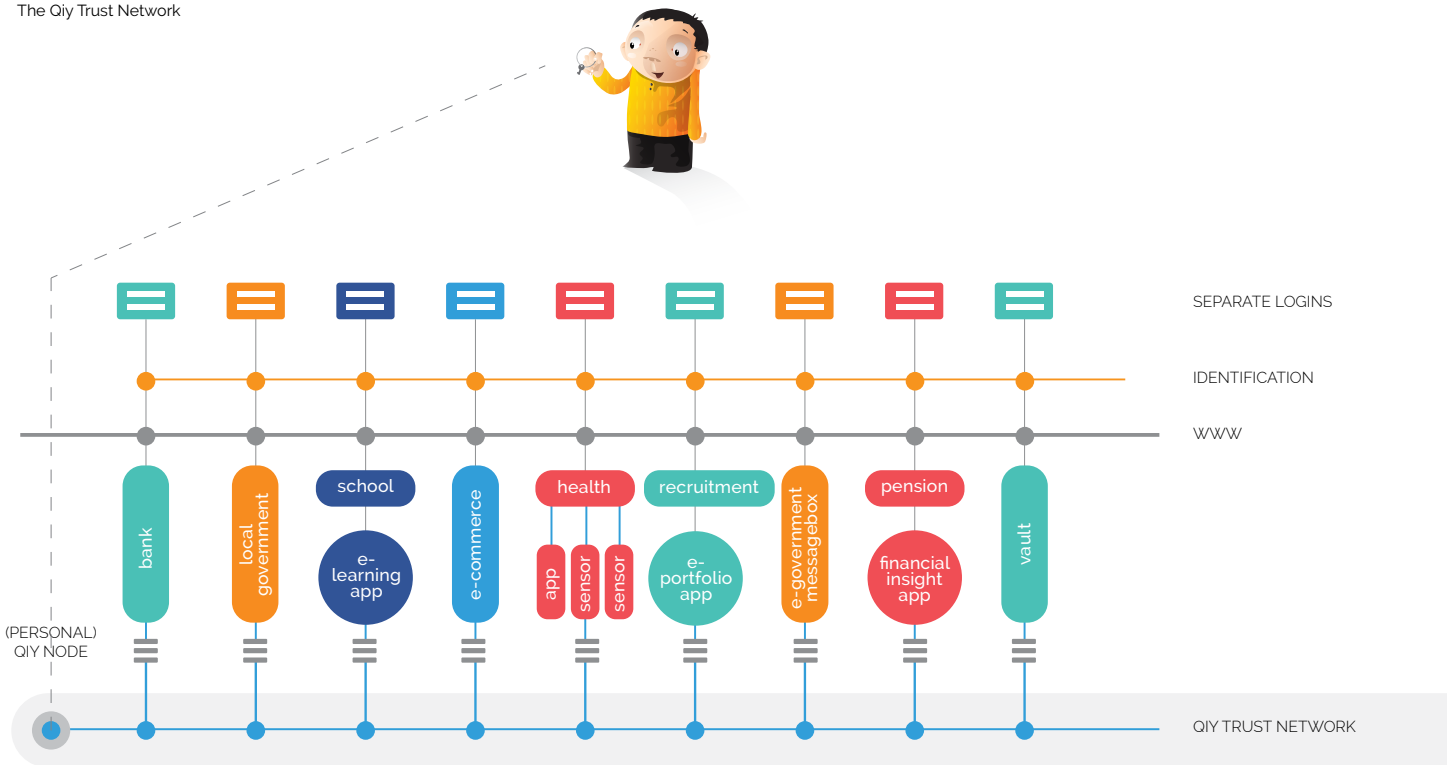 The Qiy Trust Network
SEPARATE LOGINS
IDENTIFICATION
WWW
bank
local
government
school
e-
learning
app
e-commerce
health
app
sensor
sensor
recruitment
e-
portfolio
app
e-government
messagebox
pension
financial
insight
app
vault
(PERSONAL)
QIY NODE
QIY TRUST NETWORK